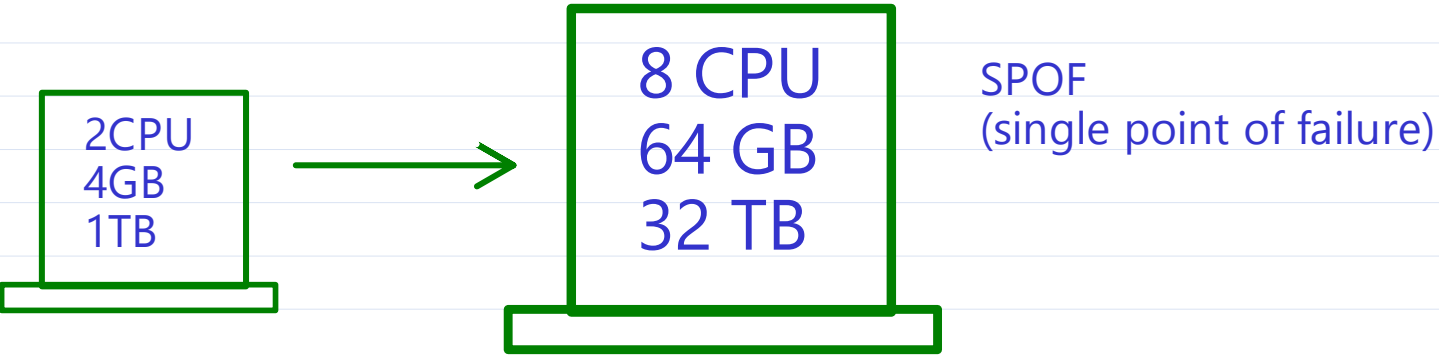 2CPU
4GB
1TB
8 CPU
64 GB
32 TB
SPOF
(single point of failure)